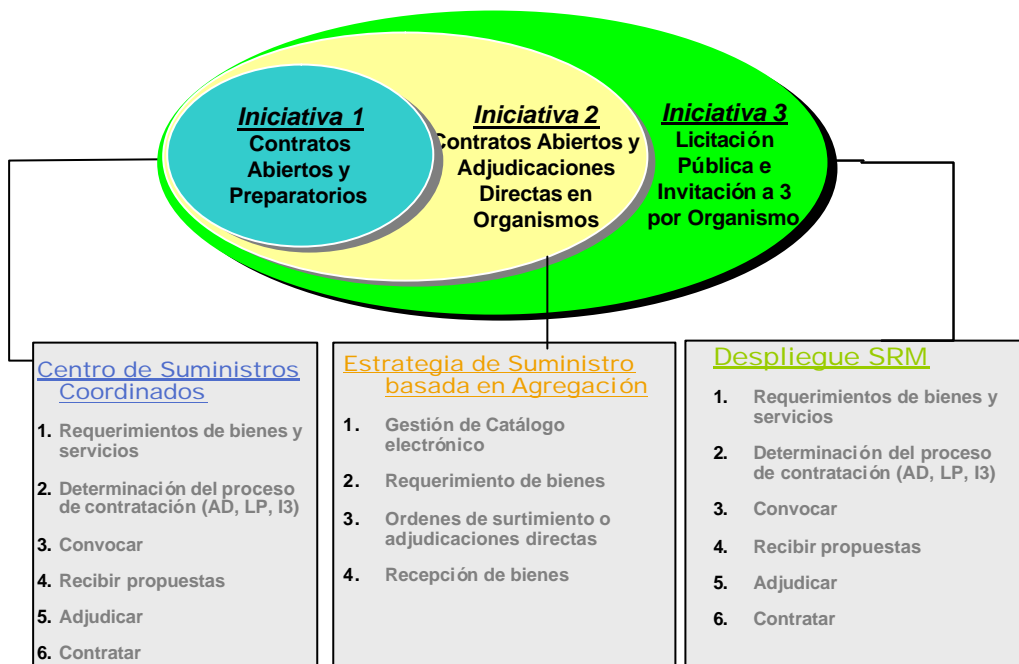 Iniciativa 1
Contratos
Abiertos y
Preparatorios
Iniciativa 2
Contratos Abiertos y
Adjudicaciones
Directas en
Organismos
Iniciativa 3
Licitación
Pública e
Invitación a 3
por Organismo
Centro de Suministros
Coordinados
1. Requerimientos de bienes y
servicios
2. Determinación del proceso
de contratación (AD, LP, I3)
3. Convocar
4. Recibir propuestas
5. Adjudicar
6. Contratar
Estrategia de Suministro
basada en Agregación
1. Gestión de Catálogo
electrónico
2. Requerimiento de bienes
3. Ordenes de surtimiento o
adjudicaciones directas
4. Recepción de bienes
Despliegue SRM
1. Requerimientos de bienes y
servicios
2. Determinación del proceso
de contratación (AD, LP, I3)
3. Convocar
4. Recibir propuestas
5. Adjudicar
6. Contratar